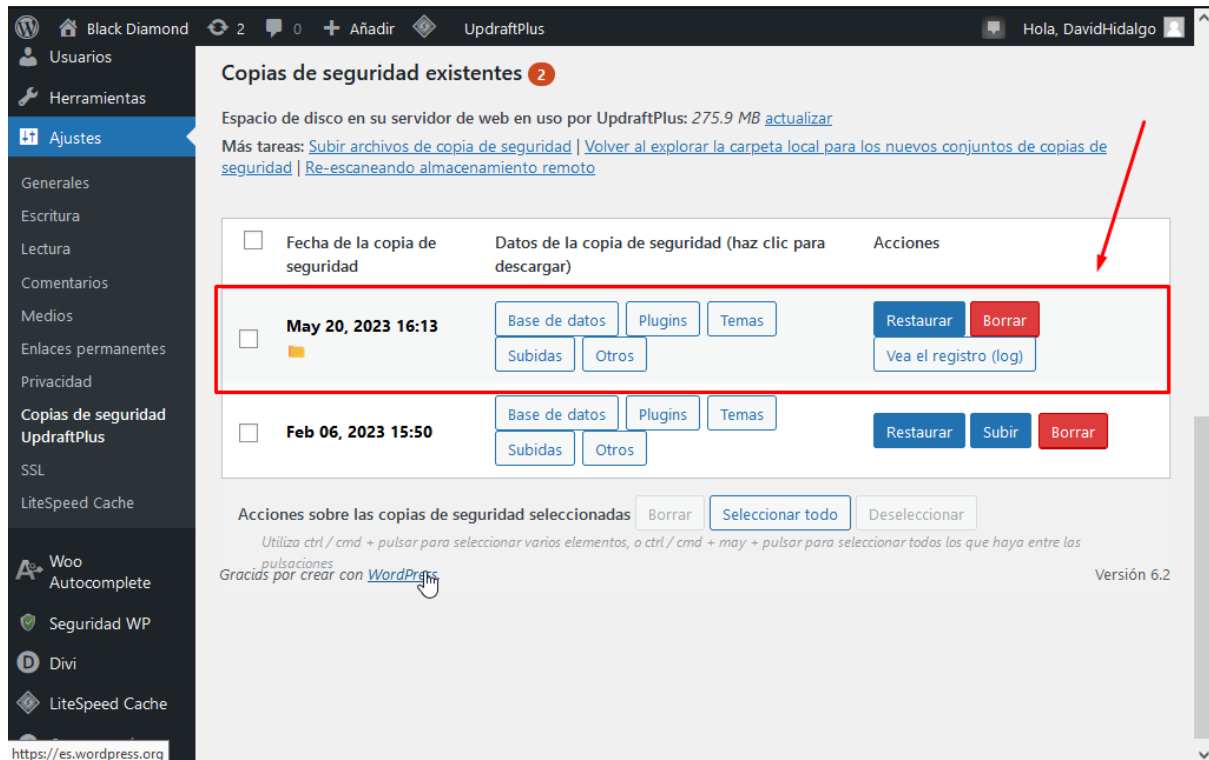 Black Diamond 2 0 Añadir UpdraftPlus Hola, DavidHidalgo
Usuarios
Herramientas
Ajustes
Generales
Escritura
Lectura
Comentarios
Medios
Enlaces permanentes
Privacidad
Copias de seguridad
UpdraftPlus
SSL
LiteSpeed Cache
Woo
Autocomplete
Seguridad WP
D Divi
LiteSpeed Cache
https://es.wordpress.org
Copias de seguridad existentes 2
Espacio de disco en su servidor de web en uso por UpdraftPlus: 275.9 MB actualizar
Más tareas: Subir archivos de copia de seguridad | Volver al explorar la carpeta local para los nuevos conjuntos de copias de
seguridad | Re-escaneando almacenamiento remoto
Fecha de la copia de
seguridad
Datos de la copia de seguridad (haz clic para
descargar)
Acciones
May 20, 2023 16:13
Base de datos Plugins Temas
Subidas Otros
Restaurar Borrar
Vea el registro (log)
Feb 06, 2023 15:50
Base de datos Plugins Temas
Subidas Otros
Restaurar Subir Borrar
Acciones sobre las copias de seguridad seleccionadas Borrar Seleccionar todo Deseleccionar
Utiliza ctrl / cmd + pulsar para seleccionar varios elementos, o ctrl / cmd + may + pulsar para seleccionar todos los que haya entre las
pulsaciones
Gracias por crear con WordPress
Versión 6.2